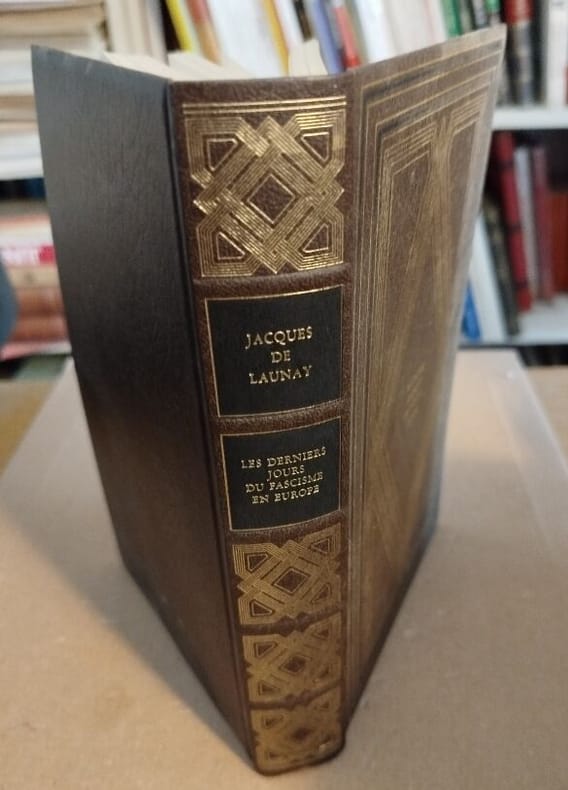 JACQUES
DE
LAUNAY
LES DERNIERS
JOURS
DU FASCISME
EN EUROPE